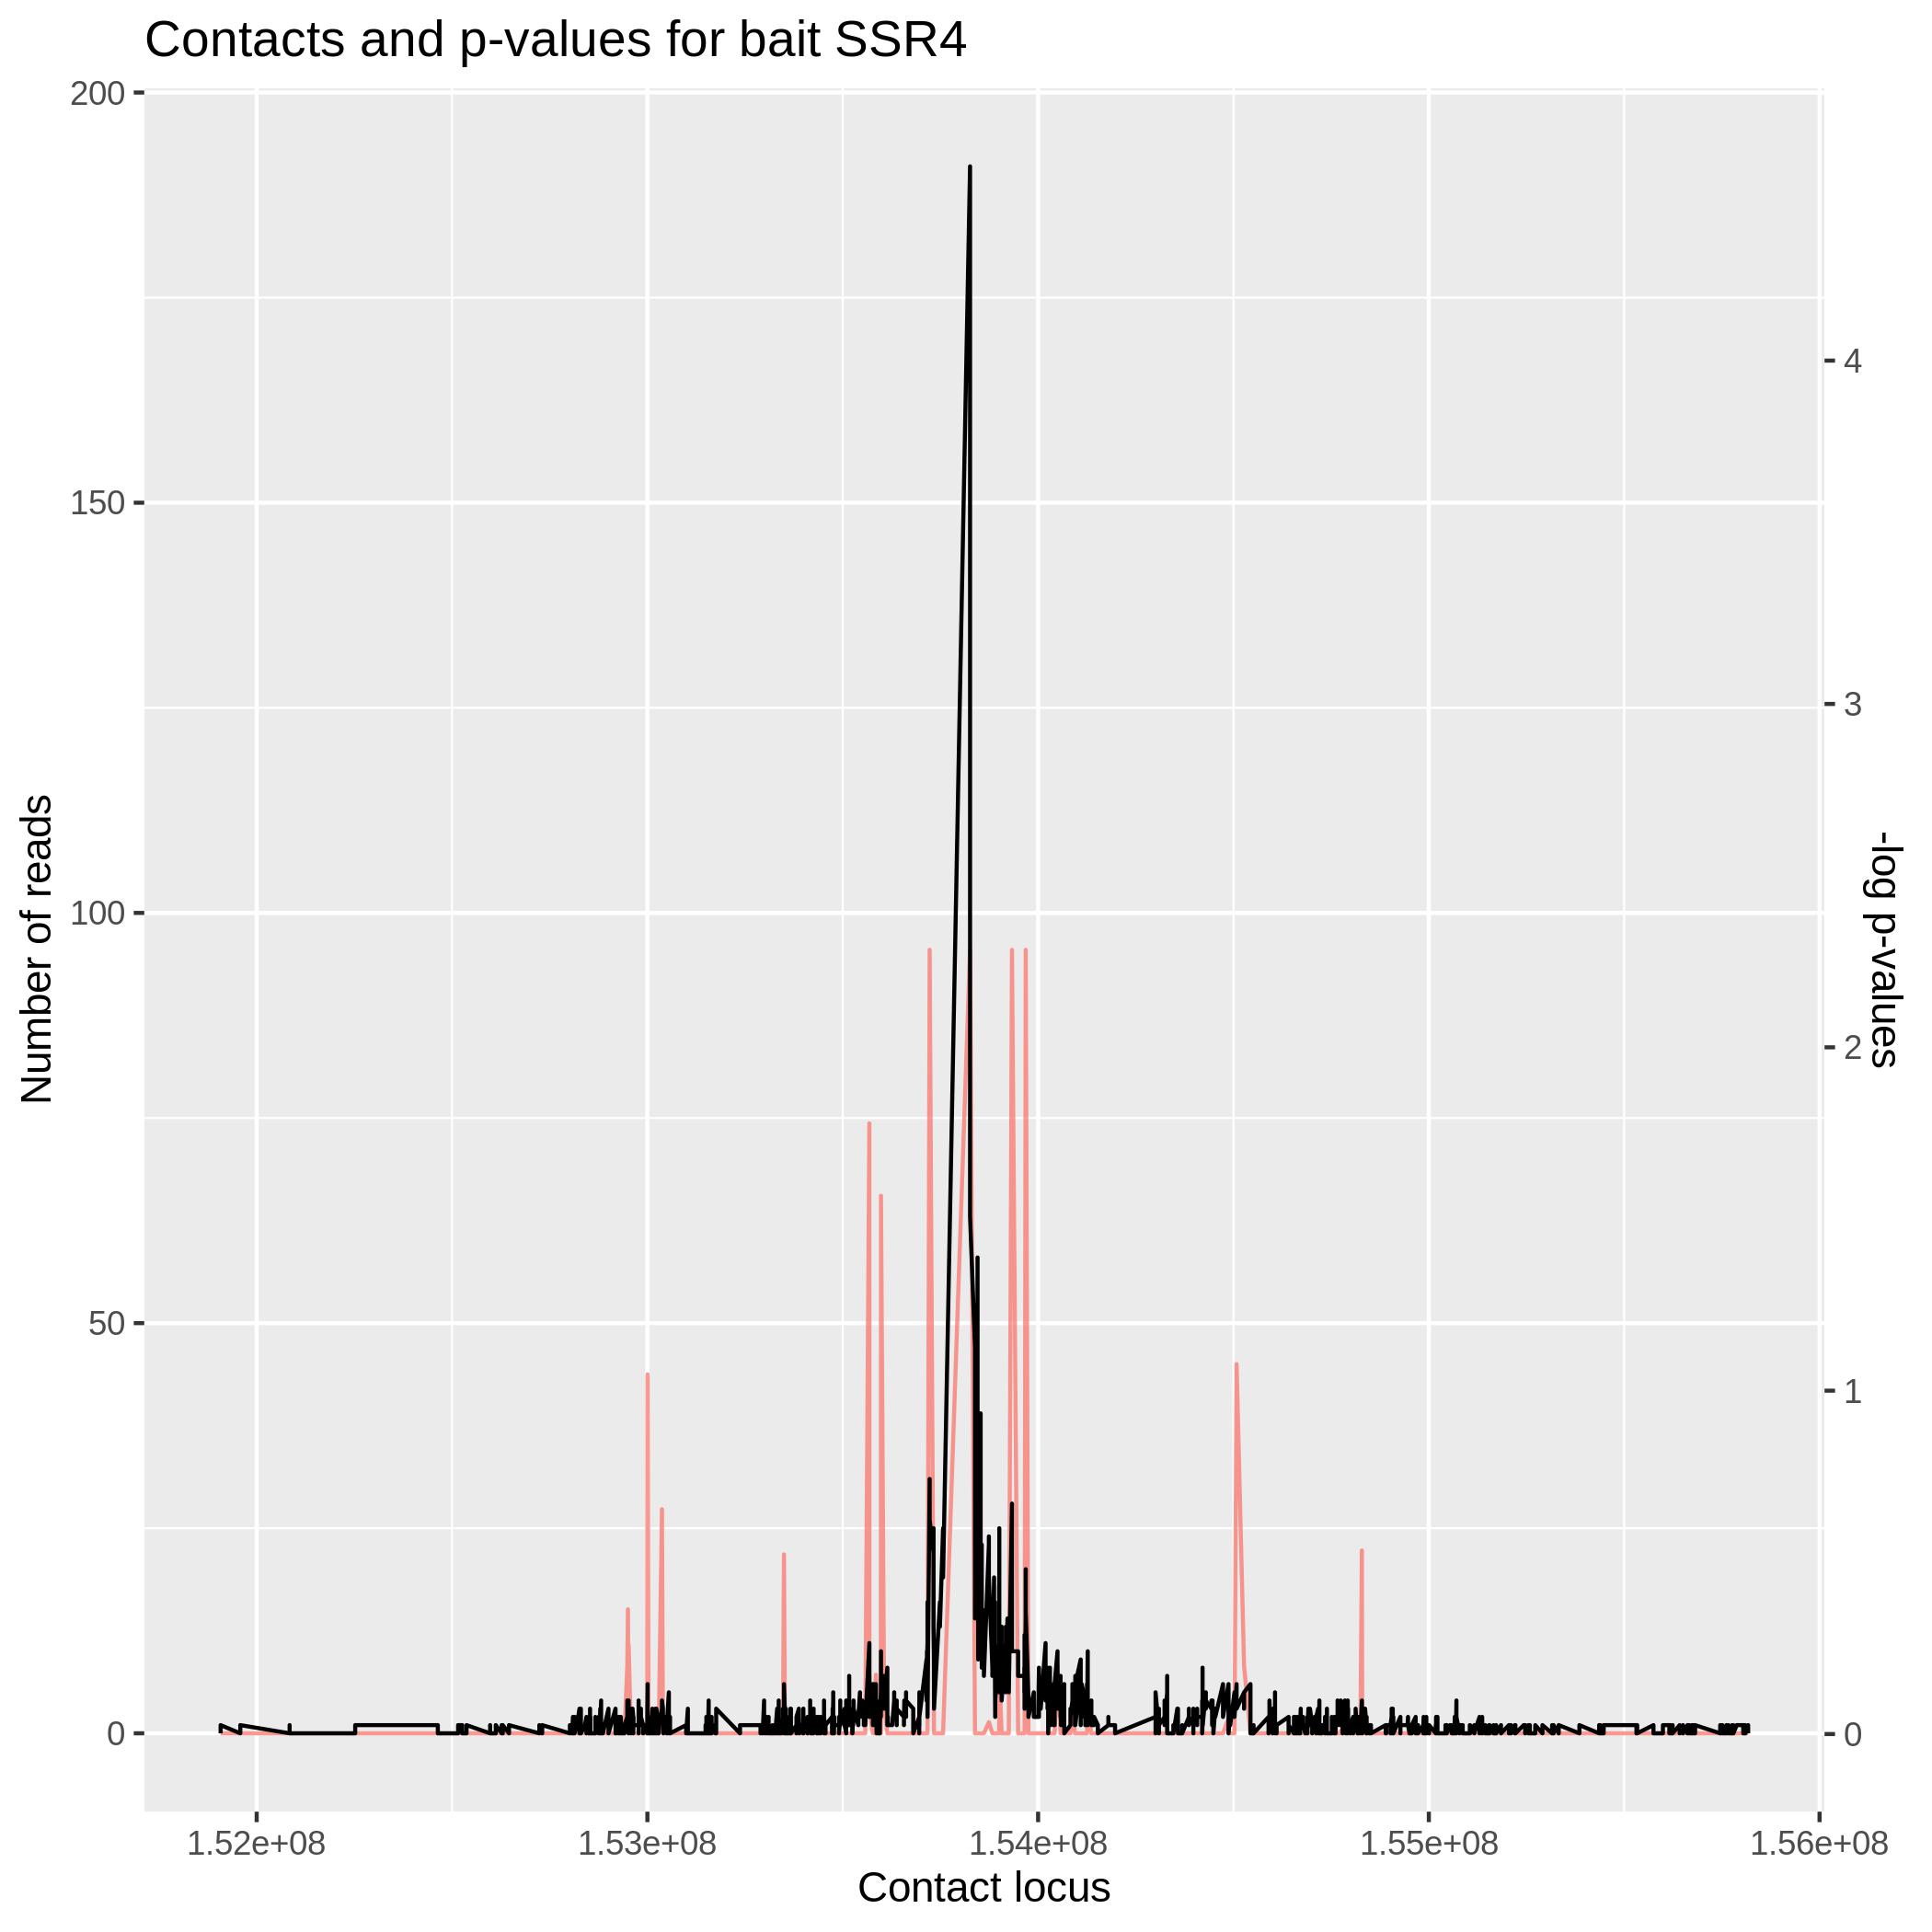 Contacts and p-values for bait SSR4
200
150
100
50
0
Number of reads
4
3
2
1
0
-log p-values
1.52e+08
1.53e+08
1.54e+08
1.55e+08
1.56e+08
Contact locus